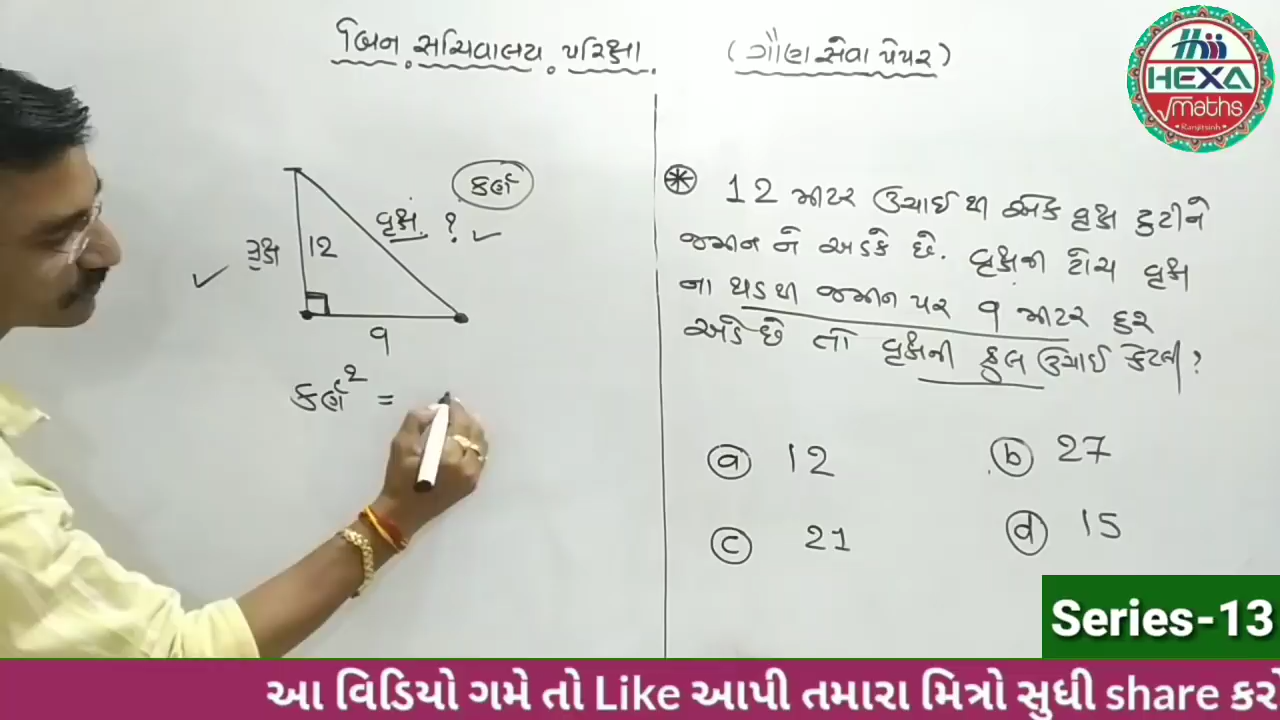 બિન સચિવાલય પરિક્ષા. (ગૌણ સેવા પેપર)
HEXA
√maths
Ranjitsinh
કર્ણ
વૃક્ષ. ?
વૃક્ષ 12
9
કર્ણ² =
12 મીટર ઉંચાઈ થી એક વૃક્ષ તુટીને
જમીન ને અડકે છે. વૃક્ષની ટોચ વૃક્ષ
ના થડ થી જમીન પર 9 મીટર દુર
અડે છે તો વૃક્ષની કુલ ઉંચાઈ કેટલી ?
a 12
b 27
c 21
d 15
Series-13
આ વિડિયો ગમે તો Like આપી તમારા મિત્રો સુધી share કરો